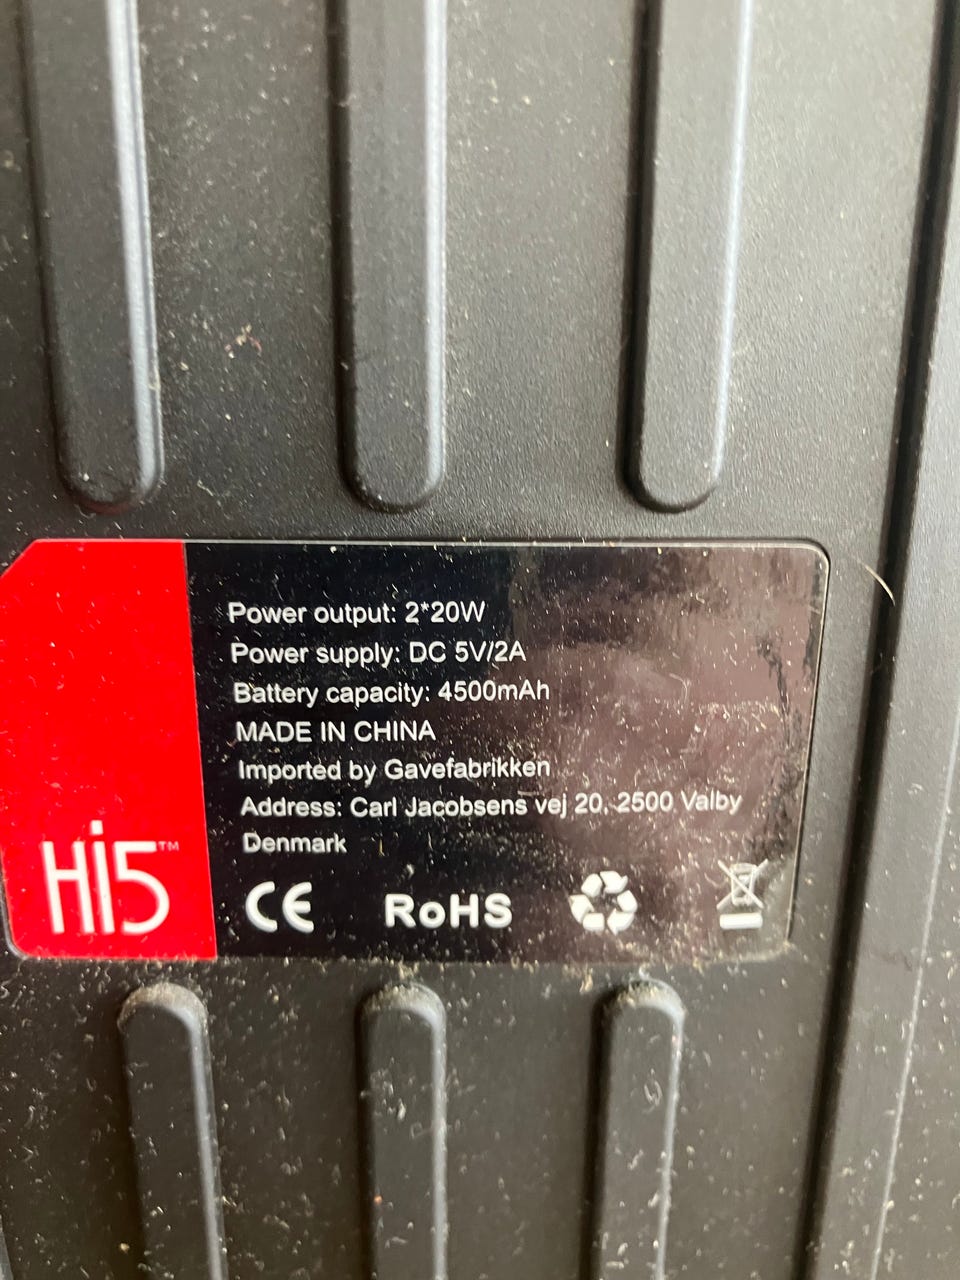 Power output: 2*20W
Power supply: DC 5V/2A
Battery capacity: 4500mAh
MADE IN CHINA
Imported by Gavefabrikken
Address: Carl Jacobsens vej 20, 2500 Valby
Denmark
Hi5™
CE RoHS